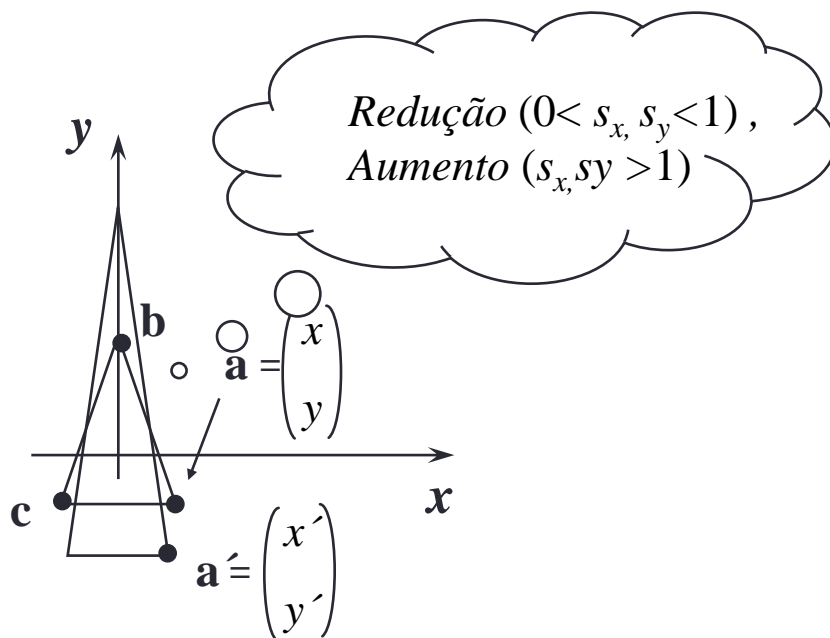 Redução (0< sx, sy<1) ,
Aumento (sx,sy >1)
y
b
a = (x
y)
x
c
a´= (x´
y´)